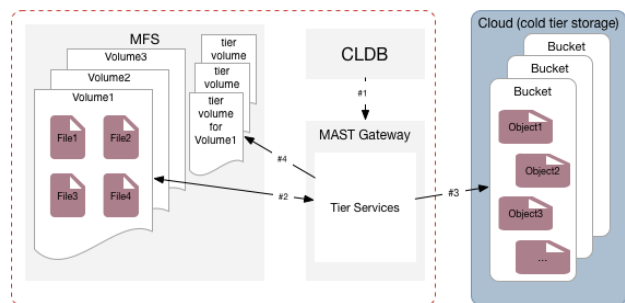 MFS
Volume3
Volume2
Volume1
File1
File2
File3
File4
tier
volume
tier
volume
tier
volume
for
Volume1
CLDB
#1
MAST Gateway
Tier Services
#4
#2
#3
Cloud (cold tier storage)
Bucket
Bucket
Bucket
Object1
Object2
Object3
...